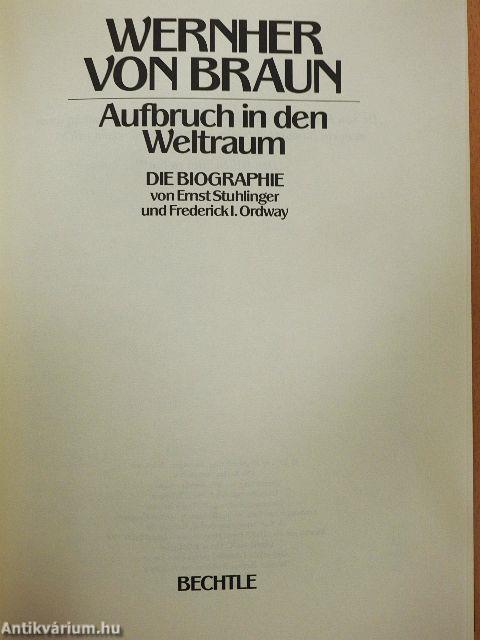 WERNHER
VON BRAUN
Aufbruch in den
Weltraum
DIE BIOGRAPHIE
von Ernst Stuhlinger
und Frederick I. Ordway
BECHTLE
Antikvárium.hu